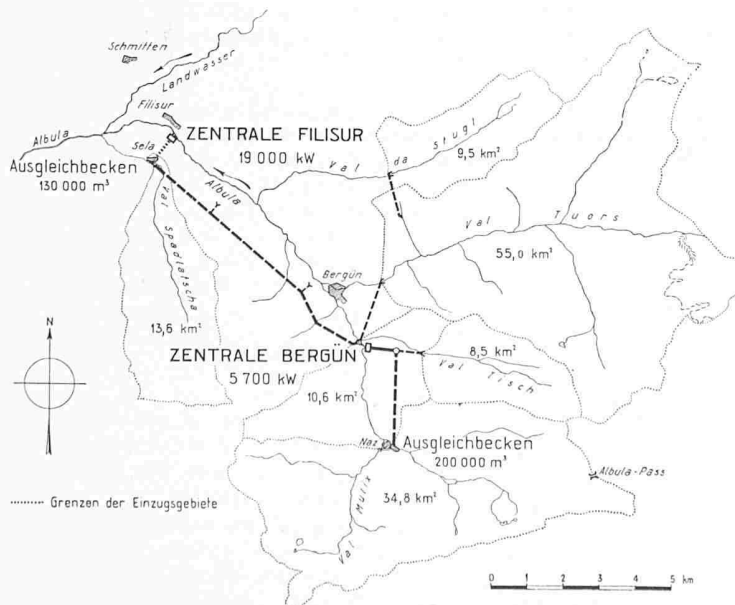 Schmitten
Landwasser
Filisur
Albula
ZENTRALE FILISUR
19 000 kW
Sela
Ausgleichbecken
130 000 m³
Albula
Val da Stugl
9,5 km²
Val Tuors
55,0 km²
Val Spadlatscha
13,6 km²
Bergün
ZENTRALE BERGÜN
5 700 kW
8,5 km²
Val Tisch
10,6 km²
N
Naz
Ausgleichbecken
200 000 m³
Albula-Pass
Val Mulix
34,8 km²
Grenzen der Einzugsgebiete
0 1 2 3 4 5 km